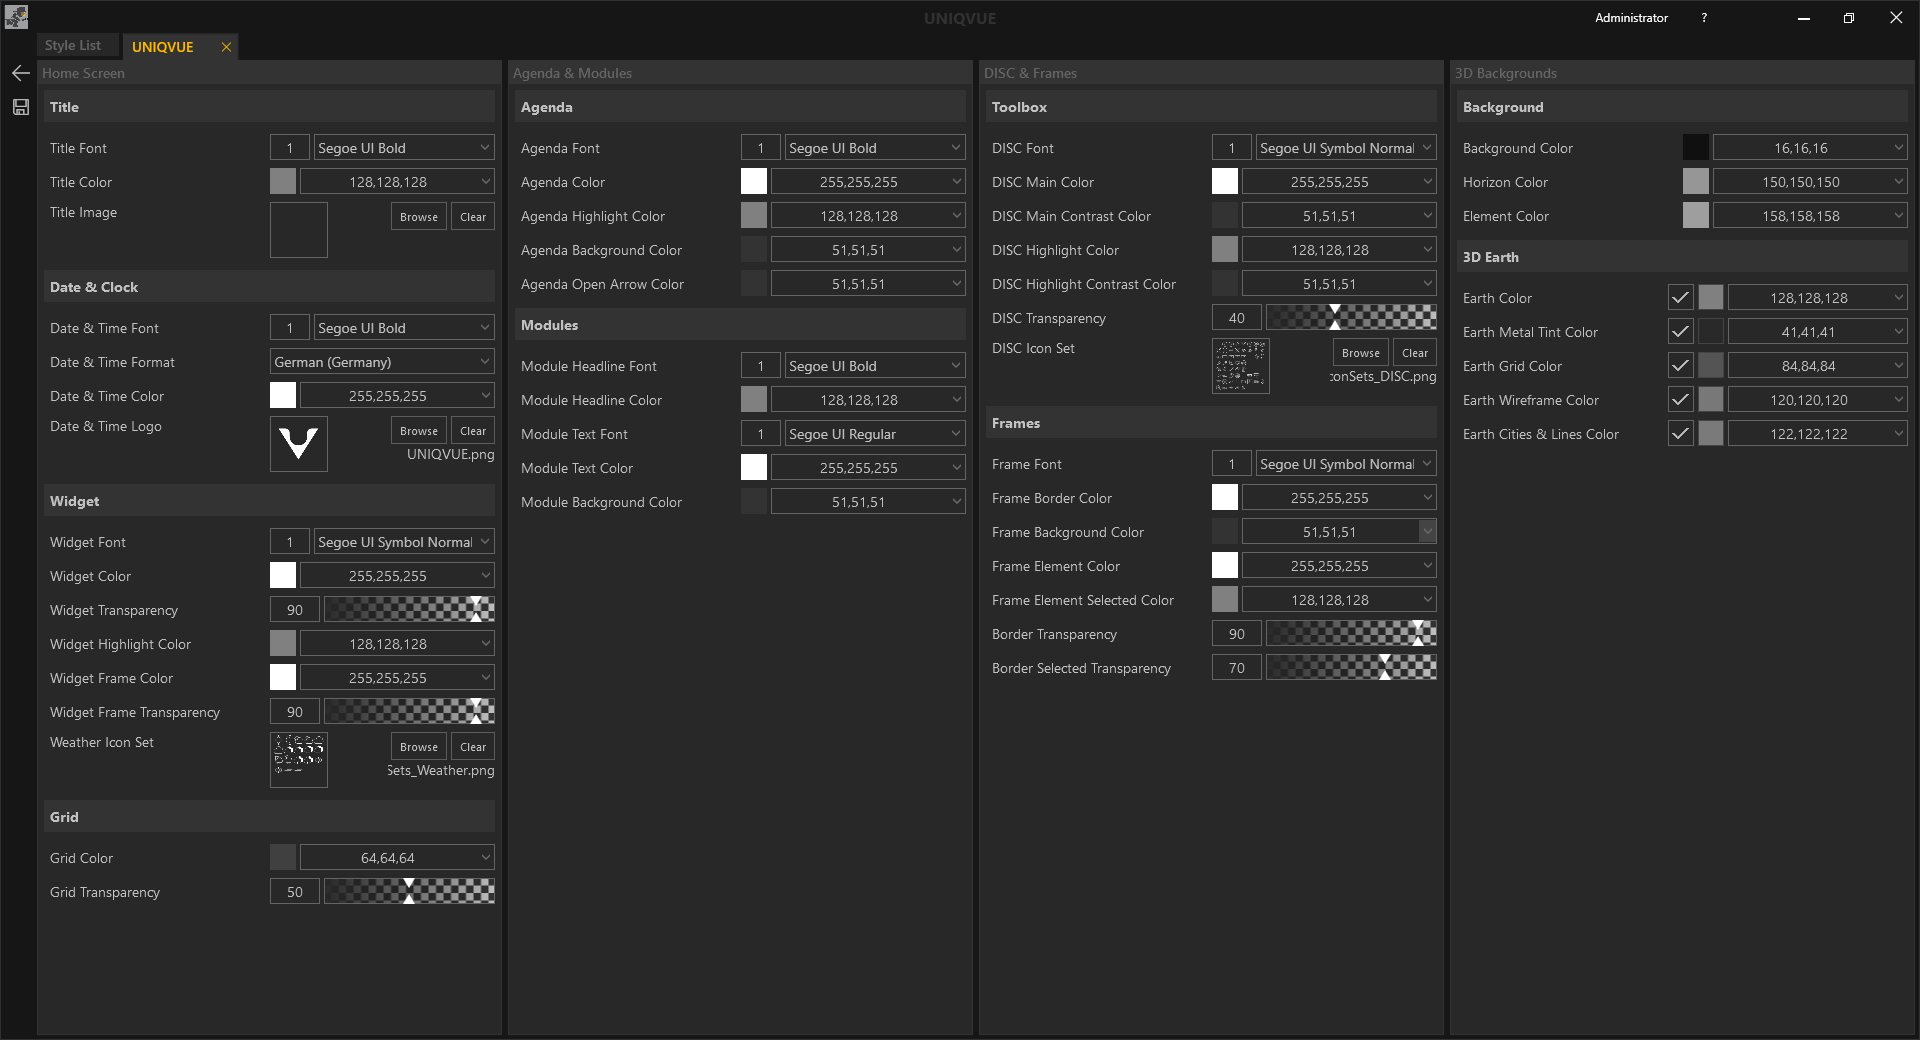 UNIQVUE
Administrator
?
Style List
UNIQVUE
Home Screen
Title
Title Font 1 Segoe UI Bold
Title Color 128,128,128
Title Image Browse Clear
Date & Clock
Date & Time Font 1 Segoe UI Bold
Date & Time Format German (Germany)
Date & Time Color 255,255,255
Date & Time Logo Browse Clear
UNIQVUE.png
Widget
Widget Font 1 Segoe UI Symbol Normal
Widget Color 255,255,255
Widget Transparency 90
Widget Highlight Color 128,128,128
Widget Frame Color 255,255,255
Widget Frame Transparency 90
Weather Icon Set Browse Clear
Sets_Weather.png
Grid
Grid Color 64,64,64
Grid Transparency 50
Agenda & Modules
Agenda
Agenda Font 1 Segoe UI Bold
Agenda Color 255,255,255
Agenda Highlight Color 128,128,128
Agenda Background Color 51,51,51
Agenda Open Arrow Color 51,51,51
Modules
Module Headline Font 1 Segoe UI Bold
Module Headline Color 128,128,128
Module Text Font 1 Segoe UI Regular
Module Text Color 255,255,255
Module Background Color 51,51,51
DISC & Frames
Toolbox
DISC Font 1 Segoe UI Symbol Normal
DISC Main Color 255,255,255
DISC Main Contrast Color 51,51,51
DISC Highlight Color 128,128,128
DISC Highlight Contrast Color 51,51,51
DISC Transparency 40
DISC Icon Set Browse Clear
conSets_DISC.png
Frames
Frame Font 1 Segoe UI Symbol Normal
Frame Border Color 255,255,255
Frame Background Color 51,51,51
Frame Element Color 255,255,255
Frame Element Selected Color 128,128,128
Border Transparency 90
Border Selected Transparency 70
3D Backgrounds
Background
Background Color 16,16,16
Horizon Color 150,150,150
Element Color 158,158,158
3D Earth
Earth Color 128,128,128
Earth Metal Tint Color 41,41,41
Earth Grid Color 84,84,84
Earth Wireframe Color 120,120,120
Earth Cities & Lines Color 122,122,122